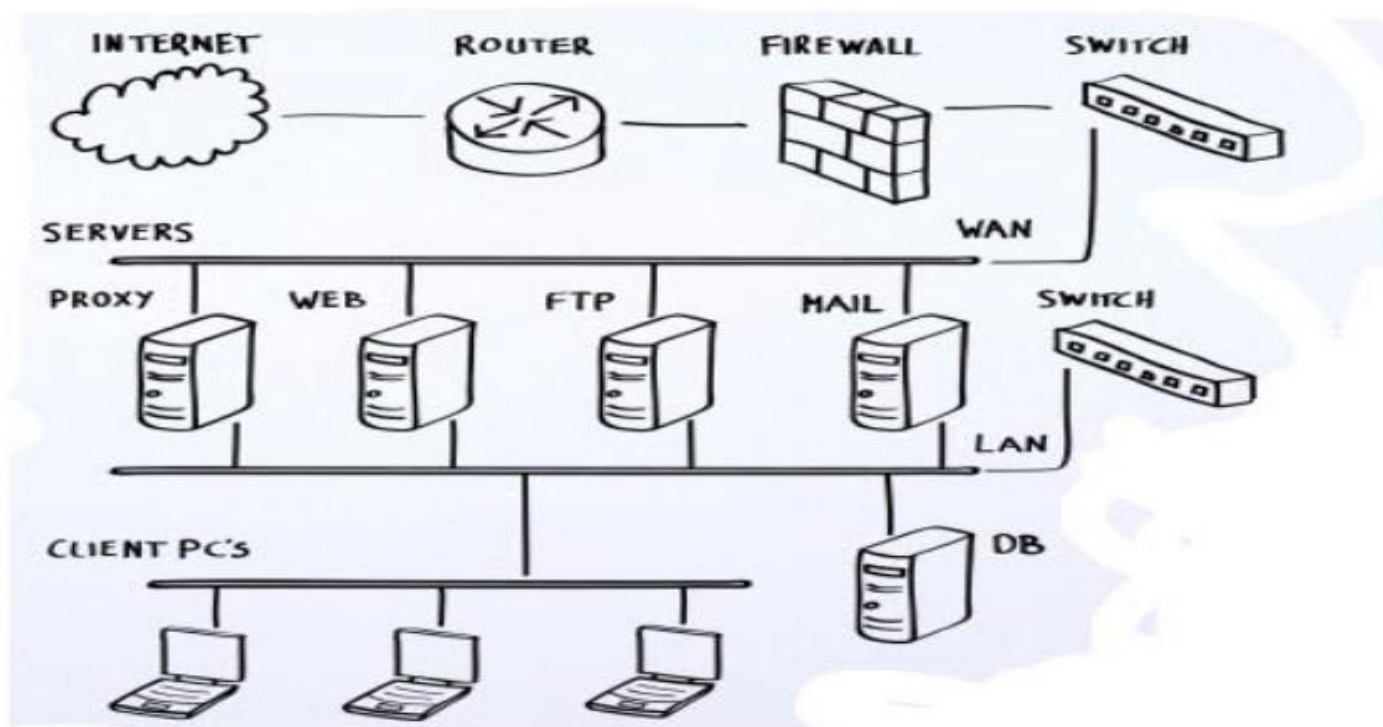 INTERNET ROUTER FIREWALL SWITCH
SERVERS WAN
PROXY WEB FTP MAIL SWITCH
LAN
CLIENT PC'S DB